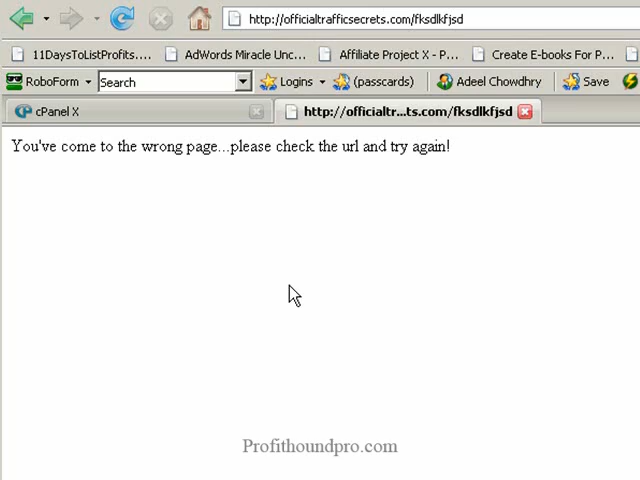 http://officialtrafficsecrets.com/fksdlkfjsd
11DaysToListProfits.... AdWords Miracle Unc... Affiliate Project X - P... Create E-books For P...
RoboForm Search Logins (passcards) Adeel Chowdhry Save
cPanel X http://officialtr...ts.com/fksdlkfjsd
You've come to the wrong page...please check the url and try again!
Profithoundpro.com